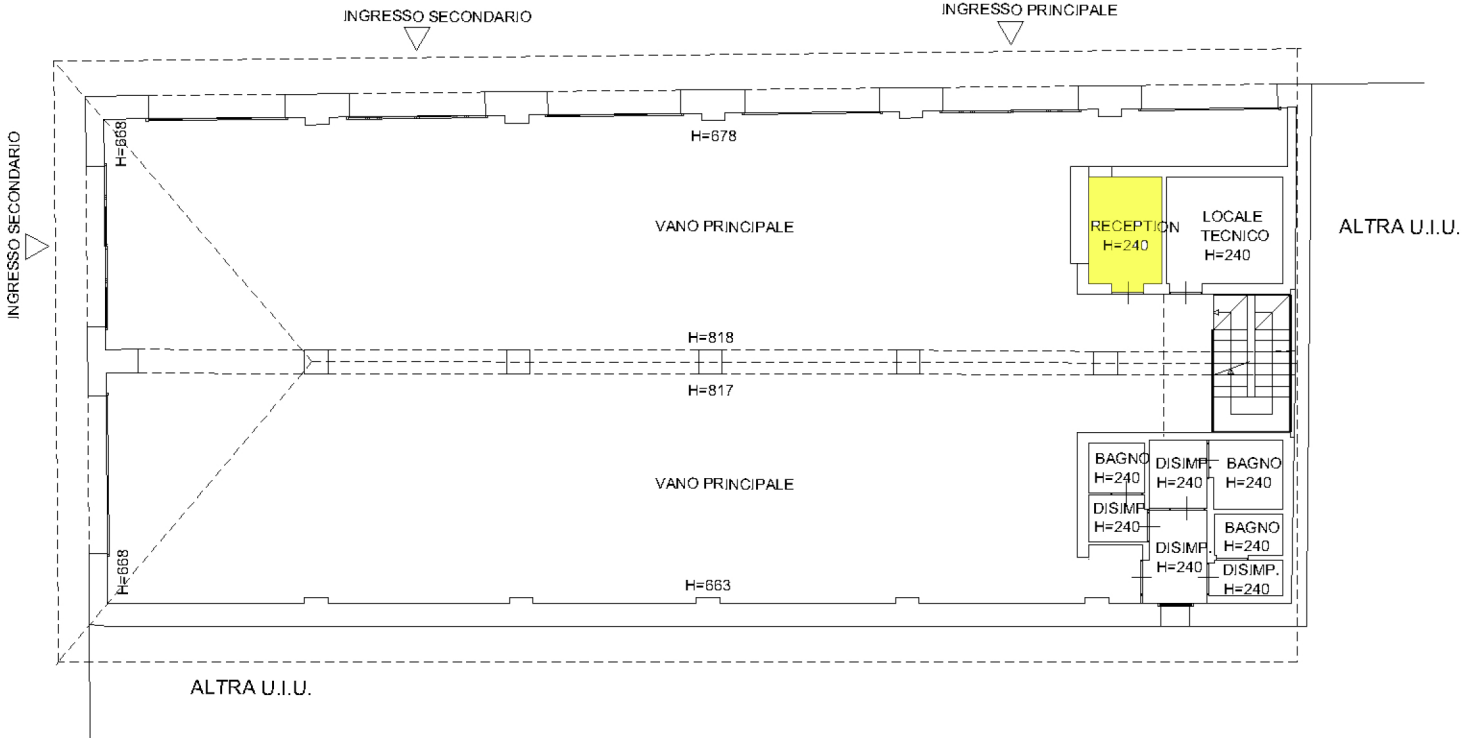 INGRESSO SECONDARIO
INGRESSO PRINCIPALE
INGRESSO SECONDARIO
H=668
H=678
VANO PRINCIPALE
RECEPTION
H=240
LOCALE
TECNICO
H=240
ALTRA U.I.U.
H=818
H=817
VANO PRINCIPALE
BAGNO
H=240
DISIMP.
H=240
BAGNO
H=240
DISIMP.
H=240
BAGNO
H=240
DISIMP.
H=240
DISIMP.
H=240
H=668
H=663
ALTRA U.I.U.